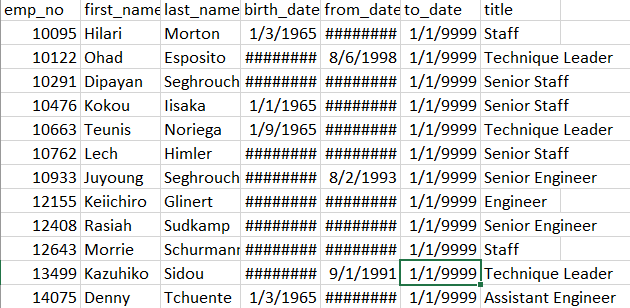 emp_no first_name last_name birth_date from_date to_date title
10095 Hilari Morton 1/3/1965 ######## 1/1/9999 Staff
10122 Ohad Esposito ######## 8/6/1998 1/1/9999 Technique Leader
10291 Dipayan Seghrouch ######## ######## 1/1/9999 Senior Staff
10476 Kokou Iisaka 1/1/1965 ######## 1/1/9999 Senior Staff
10663 Teunis Noriega 1/9/1965 ######## 1/1/9999 Technique Leader
10762 Lech Himler ######## ######## 1/1/9999 Senior Staff
10933 Juyoung Seghrouch ######## 8/2/1993 1/1/9999 Senior Engineer
12155 Keiichiro Glinert ######## ######## 1/1/9999 Engineer
12408 Rasiah Sudkamp ######## ######## 1/1/9999 Senior Engineer
12643 Morrie Schurmann ######## ######## 1/1/9999 Staff
13499 Kazuhiko Sidou ######## 9/1/1991 1/1/9999 Technique Leader
14075 Denny Tchuente 1/3/1965 ######## 1/1/9999 Assistant Engineer